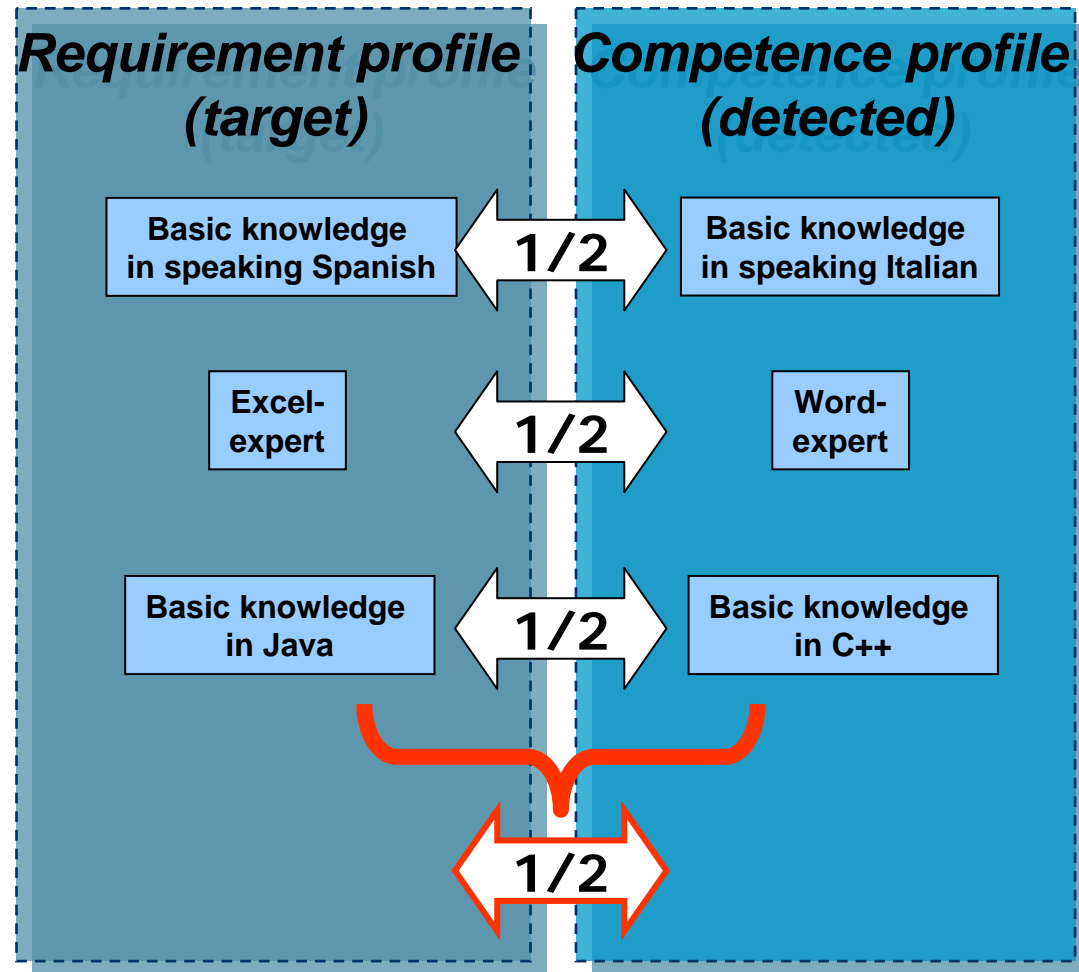 Requirement profile
(target)
Competence profile
(detected)
Basic knowledge
in speaking Spanish
1/2
Basic knowledge
in speaking Italian
Excel-
expert
1/2
Word-
expert
Basic knowledge
in Java
1/2
Basic knowledge
in C++
1/2